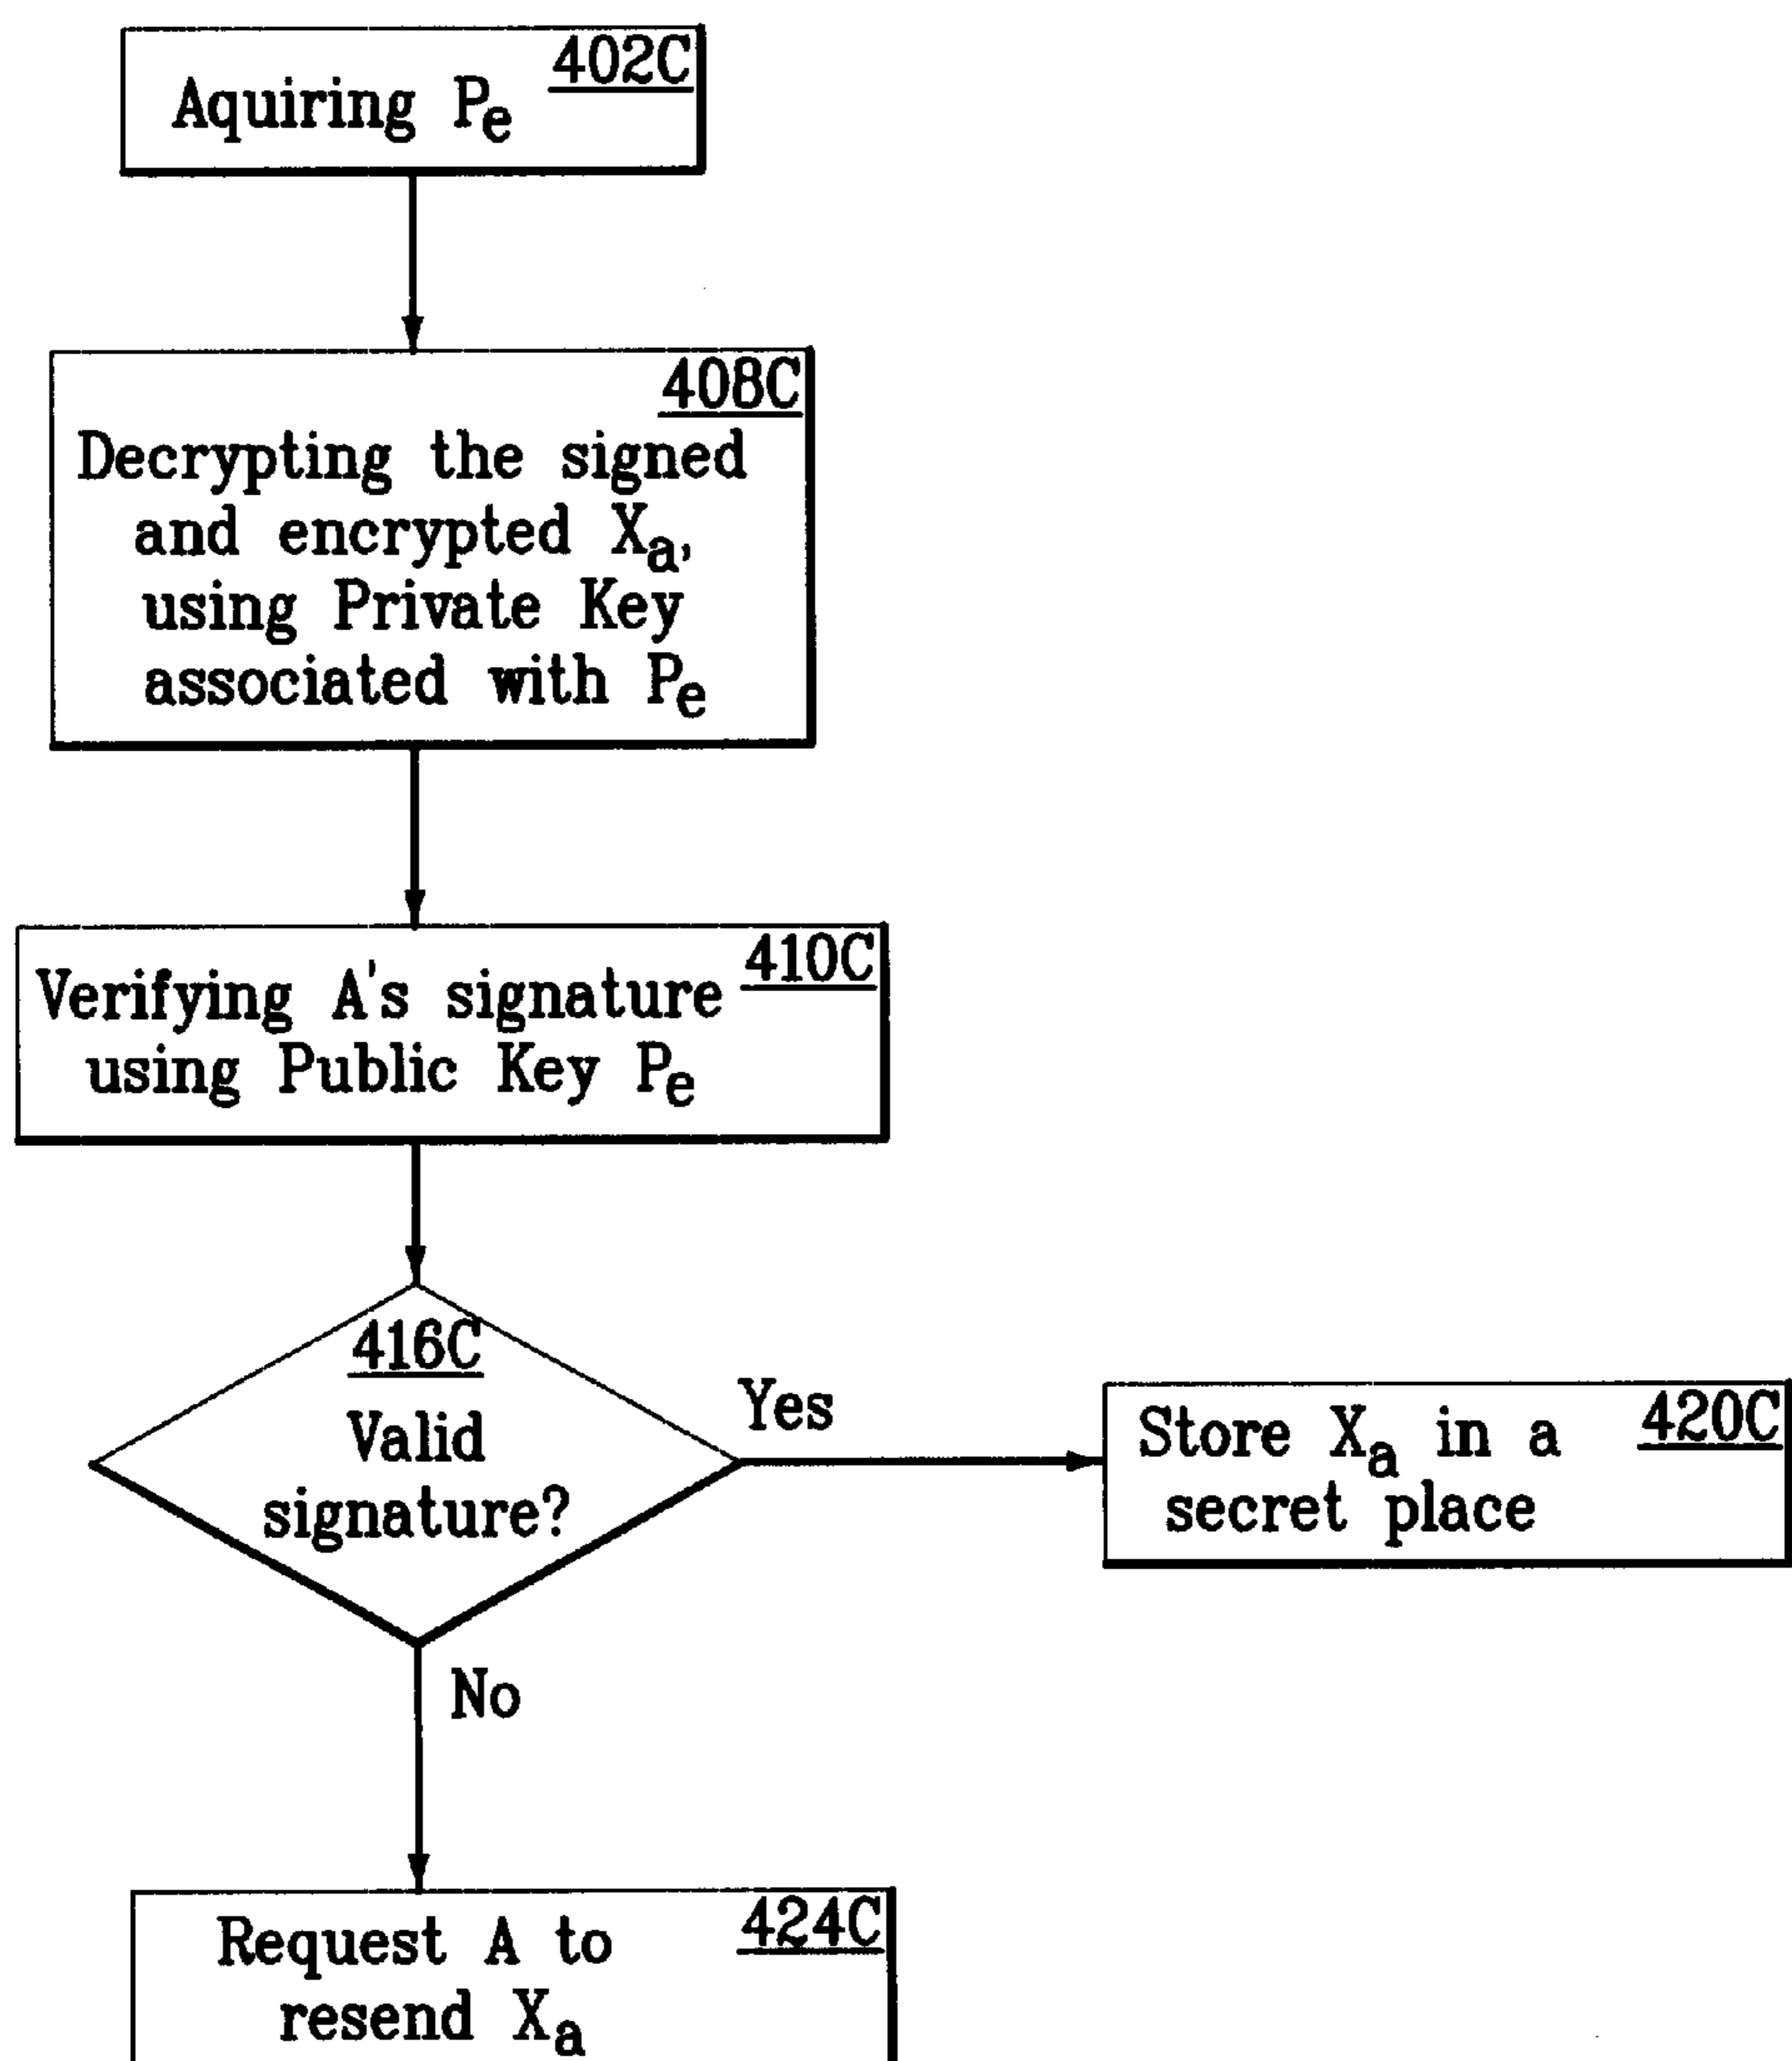 402C
Aquiring Pe
408C
Decrypting the signed
and encrypted Xa,
using Private Key
associated with Pe
410C
Verifying A's signature
using Public Key Pe
416C
Valid
signature?
Yes
420C
Store Xa in a
secret place
No
424C
Request A to
resend Xa